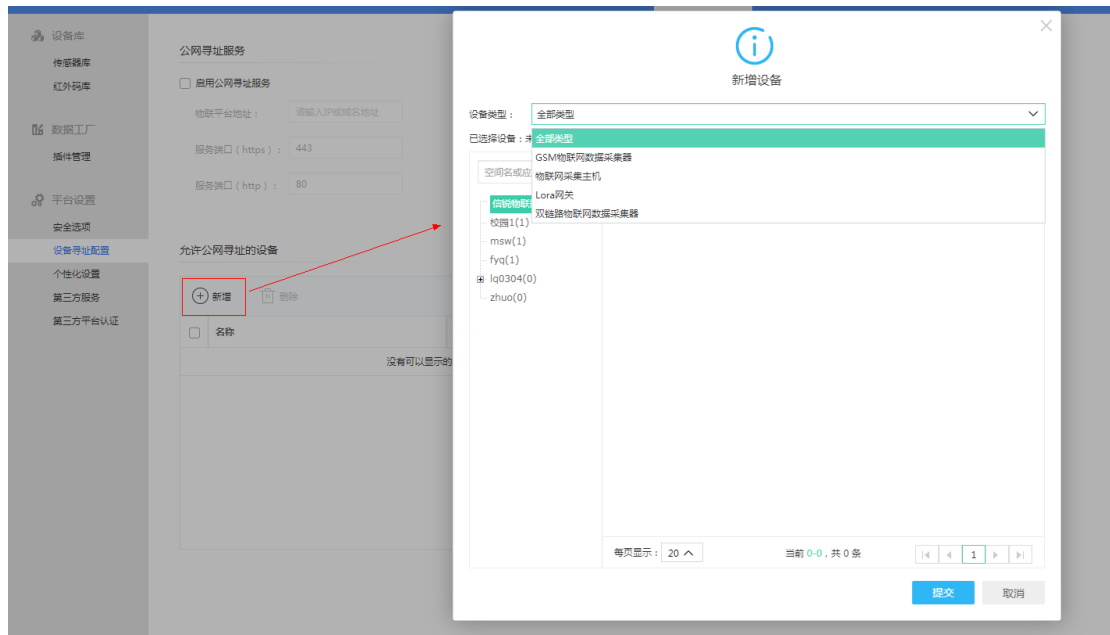 设备库
传感器库
红外码库
数据工厂
插件管理
平台设置
安全选项
设备寻址配置
个性化设置
第三方服务
第三方平台认证
公网寻址服务
启用公网寻址服务
物联平台地址：
请输入IP或域名地址
服务端口（https）：
443
服务端口（http）：
80
允许公网寻址的设备
新增
删除
名称
没有可以显示的
新增设备
设备类型：
全部类型
已选择设备：
全部类型
GSM物联网数据采集器
物联网采集主机
Lora网关
双链路物联网数据采集器
空间名或应
信锐物联
校园1(1)
msw(1)
fyq(1)
lq0304(0)
zhuo(0)
每页显示：
20
当前 0-0，共 0 条
1
提交
取消